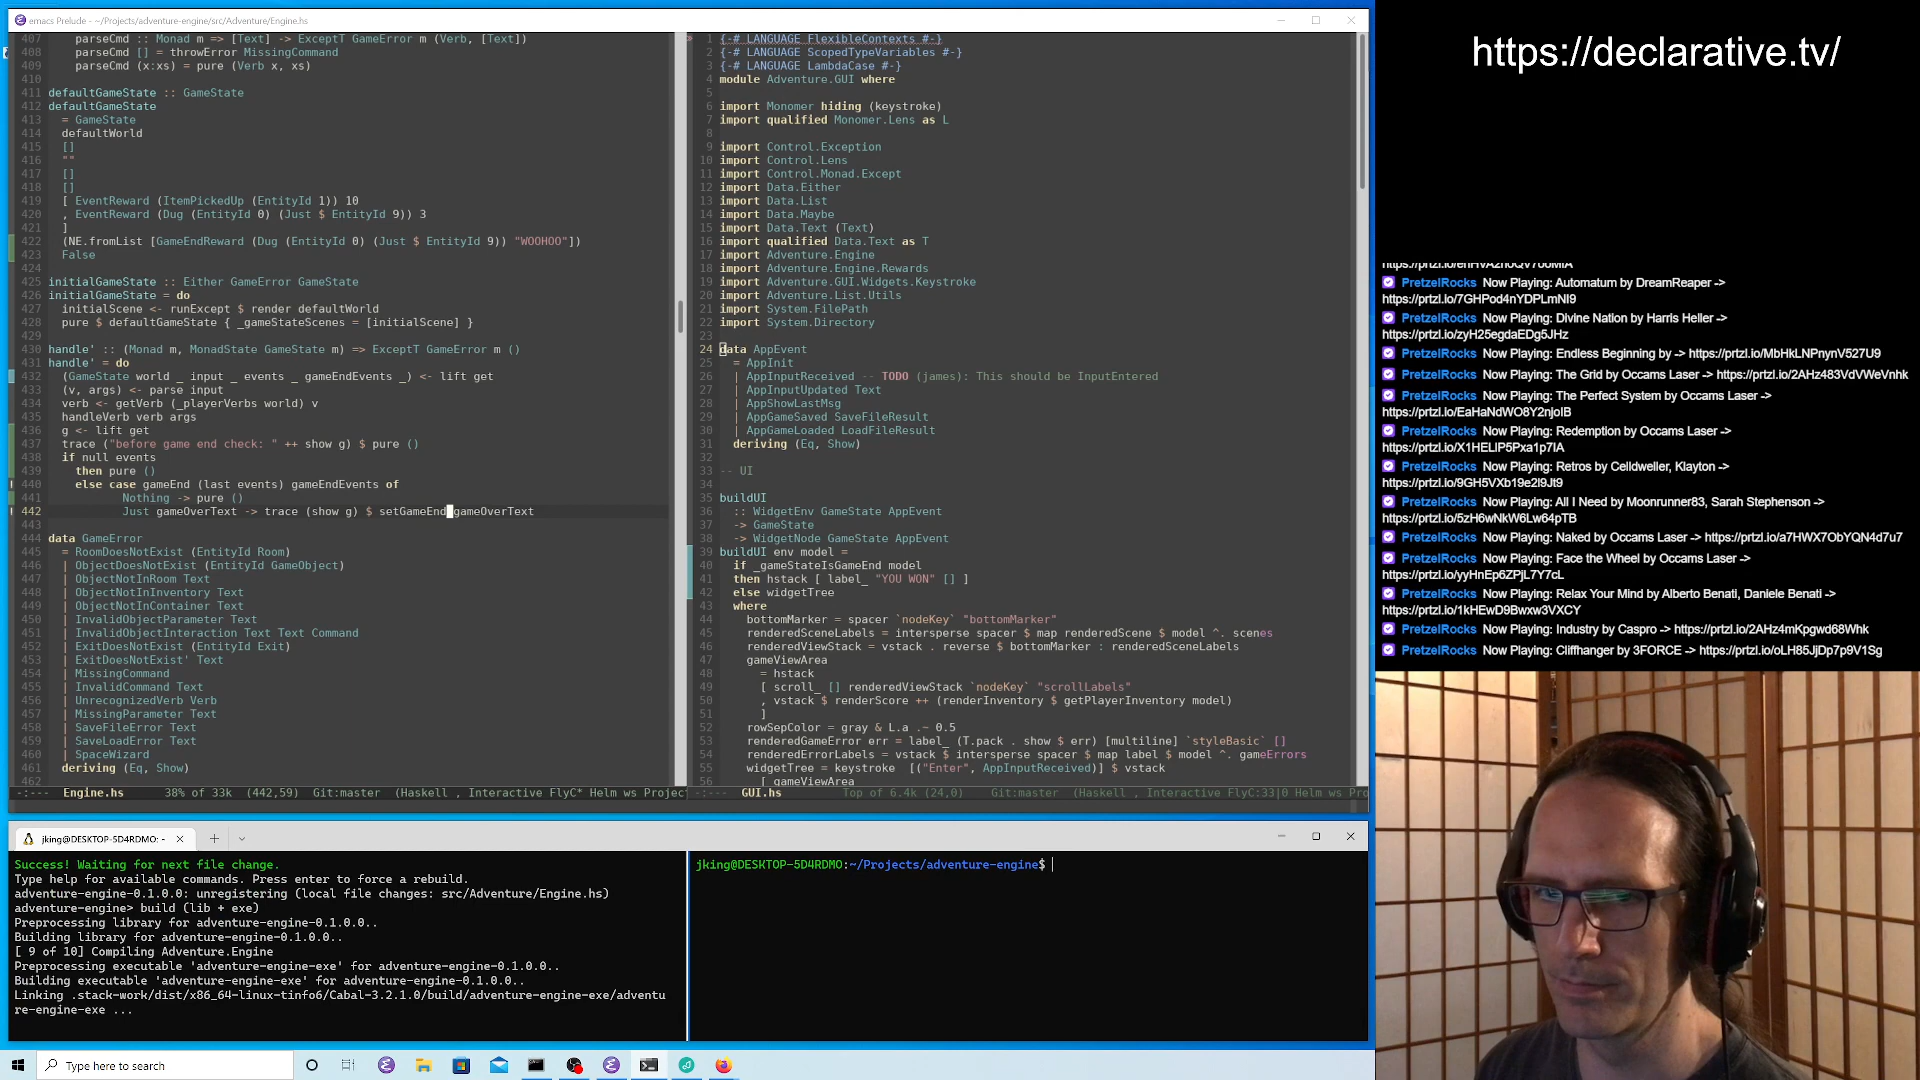 emacs Prelude - ~/Projects/adventure-engine/src/Adventure/Engine.hs
407 parseCmd :: Monad m => [Text] -> ExceptT GameError m (Verb, [Text])
408 parseCmd [] = throwError MissingCommand
409 parseCmd (x:xs) = pure (Verb x, xs)
410
411 defaultGameState :: GameState
412 defaultGameState
413 = GameState
414 defaultWorld
415 []
416 ""
417 []
418 []
419 [ EventReward (ItemPickedUp (EntityId 1)) 10
420 , EventReward (Dug (EntityId 0) (Just $ EntityId 9)) 3
421 ]
422 (NE.fromList [GameEndReward (Dug (EntityId 0) (Just $ EntityId 9)) "WOOHOO"])
423 False
424
425 initialGameState :: Either GameError GameState
426 initialGameState = do
427 initialScene <- runExcept $ render defaultWorld
428 pure $ defaultGameState { _gameStateScenes = [initialScene] }
429
430 handle' :: (Monad m, MonadState GameState m) => ExceptT GameError m ()
431 handle' = do
432 (GameState world _ input _ events _ gameEndEvents _) <- lift get
433 (v, args) <- parse input
434 verb <- getVerb (_playerVerbs world) v
435 handleVerb verb args
436 g <- lift get
437 trace ("before game end check: " ++ show g) $ pure ()
438 if null events
439 then pure ()
440 else case gameEnd (last events) gameEndEvents of
441 Nothing -> pure ()
442 Just gameOverText -> trace (show g) $ setGameEnd gameOverText
443
444 data GameError
445 = RoomDoesNotExist (EntityId Room)
446 | ObjectDoesNotExist (EntityId GameObject)
447 | ObjectNotInRoom Text
448 | ObjectNotInInventory Text
449 | ObjectNotInContainer Text
450 | InvalidObjectParameter Text
451 | InvalidObjectInteraction Text Text Command
452 | ExitDoesNotExist (EntityId Exit)
453 | ExitDoesNotExist' Text
454 | MissingCommand
455 | InvalidCommand Text
456 | UnrecognizedVerb Verb
457 | MissingParameter Text
458 | SaveFileError Text
459 | SaveLoadError Text
460 | SpaceWizard
461 deriving (Eq, Show)
462
-:--- Engine.hs 38% of 33k (442,59) Git:master (Haskell , Interactive FlyC* Helm ws Projec
1 {-# LANGUAGE FlexibleContexts #-}
2 {-# LANGUAGE ScopedTypeVariables #-}
3 {-# LANGUAGE LambdaCase #-}
4 module Adventure.GUI where
5
6 import Monomer hiding (keystroke)
7 import qualified Monomer.Lens as L
8
9 import Control.Exception
10 import Control.Lens
11 import Control.Monad.Except
12 import Data.Either
13 import Data.List
14 import Data.Maybe
15 import Data.Text (Text)
16 import qualified Data.Text as T
17 import Adventure.Engine
18 import Adventure.Engine.Rewards
19 import Adventure.GUI.Widgets.Keystroke
20 import Adventure.List.Utils
21 import System.FilePath
22 import System.Directory
23
24 data AppEvent
25 = AppInit
26 | AppInputReceived -- TODO (james): This should be InputEntered
27 | AppInputUpdated Text
28 | AppShowLastMsg
29 | AppGameSaved SaveFileResult
30 | AppGameLoaded LoadFileResult
31 deriving (Eq, Show)
32
33 -- UI
34
35 buildUI
36 :: WidgetEnv GameState AppEvent
37 -> GameState
38 -> WidgetNode GameState AppEvent
39 buildUI env model =
40 if _gameStateIsGameEnd model
41 then hstack [ label_ "YOU WON" [] ]
42 else widgetTree
43 where
44 bottomMarker = spacer `nodeKey` "bottomMarker"
45 renderedSceneLabels = intersperse spacer $ map renderedScene $ model ^. scenes
46 renderedViewStack = vstack . reverse $ bottomMarker : renderedSceneLabels
47 gameViewArea
48 = hstack
49 [ scroll_ [] renderedViewStack `nodeKey` "scrollLabels"
50 , vstack $ renderScore ++ (renderInventory $ getPlayerInventory model)
51 ]
52 rowSepColor = gray & L.a .~ 0.5
53 renderedGameError err = label_ (T.pack . show $ err) [multiline] `styleBasic` []
54 renderedErrorLabels = vstack $ intersperse spacer $ map label $ model ^. gameErrors
55 widgetTree = keystroke [("Enter", AppInputReceived)] $ vstack
56 [ gameViewArea
-:--- GUI.hs Top of 6.4k (24,0) Git:master (Haskell , Interactive FlyC:33|0 Helm ws Pro
jking@DESKTOP-5D4RDMO: ~
Success! Waiting for next file change.
Type help for available commands. Press enter to force a rebuild.
adventure-engine-0.1.0.0: unregistering (local file changes: src/Adventure/Engine.hs)
adventure-engine> build (lib + exe)
Preprocessing library for adventure-engine-0.1.0.0..
Building library for adventure-engine-0.1.0.0..
[ 9 of 10] Compiling Adventure.Engine
Preprocessing executable 'adventure-engine-exe' for adventure-engine-0.1.0.0..
Building executable 'adventure-engine-exe' for adventure-engine-0.1.0.0..
Linking .stack-work/dist/x86_64-linux-tinfo6/Cabal-3.2.1.0/build/adventure-engine-exe/adventu
re-engine-exe ...
jking@DESKTOP-5D4RDMO:~/Projects/adventure-engine$
Type here to search
https://declarative.tv/
PretzelRocks Now Playing: Automatum by DreamReaper ->
https://prtzl.io/7GHPod4nYDPLmNI9
PretzelRocks Now Playing: Divine Nation by Harris Heller ->
https://prtzl.io/zyH25egdaEDg5JHz
PretzelRocks Now Playing: Endless Beginning by -> https://prtzl.io/MbHkLNPnynV527U9
PretzelRocks Now Playing: The Grid by Occams Laser -> https://prtzl.io/2AHz483VdVWeVnhk
PretzelRocks Now Playing: The Perfect System by Occams Laser ->
https://prtzl.io/EaHaNdWO8Y2njoIB
PretzelRocks Now Playing: Redemption by Occams Laser ->
https://prtzl.io/X1HELlP5Pxa1p7IA
PretzelRocks Now Playing: Retros by Celldweller, Klayton ->
https://prtzl.io/9GH5VXb19e2l9Jt9
PretzelRocks Now Playing: All I Need by Moonrunner83, Sarah Stephenson ->
https://prtzl.io/5zH6wNkW6Lw64pTB
PretzelRocks Now Playing: Naked by Occams Laser -> https://prtzl.io/a7HWX7ObYQN4d7u7
PretzelRocks Now Playing: Face the Wheel by Occams Laser ->
https://prtzl.io/yyHnEp6ZPjL7Y7cL
PretzelRocks Now Playing: Relax Your Mind by Alberto Benati, Daniele Benati ->
https://prtzl.io/1kHEwD9Bwxw3VXCY
PretzelRocks Now Playing: Industry by Caspro -> https://prtzl.io/2AHz4mKpgwd68Whk
PretzelRocks Now Playing: Cliffhanger by 3FORCE -> https://prtzl.io/oLH85JjDp7p9V1Sg